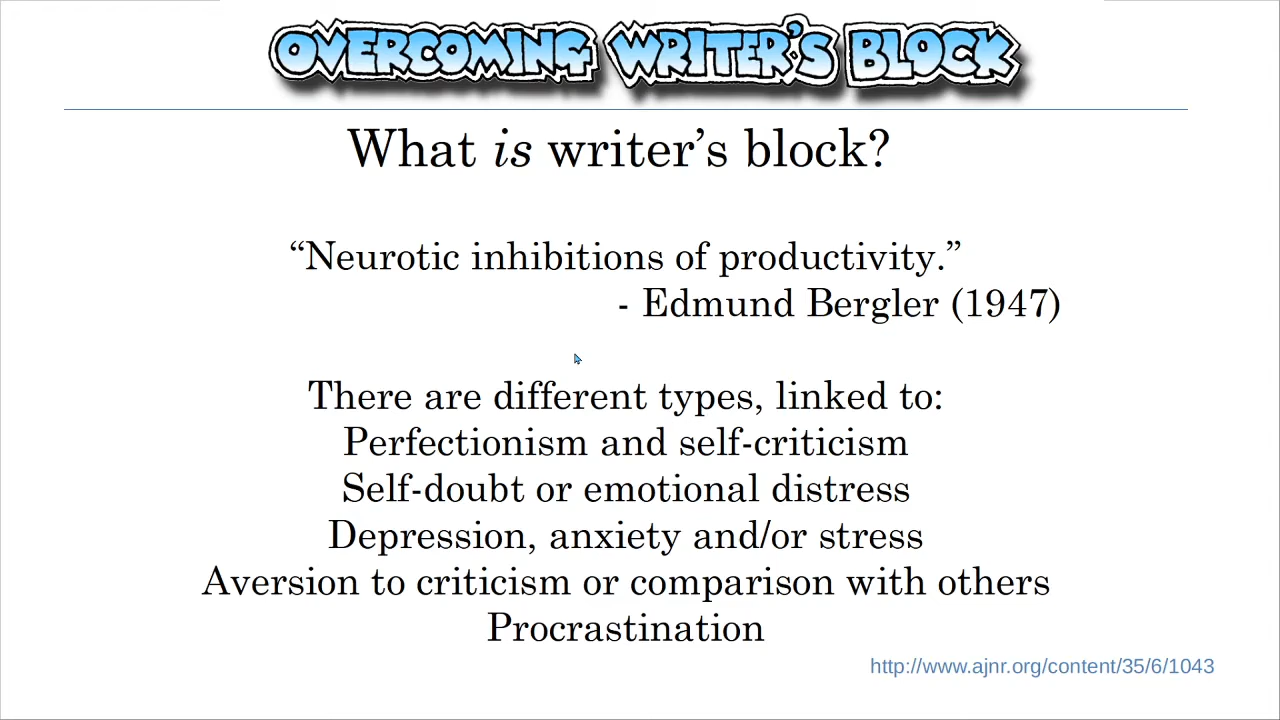 OVERCOMING WRITER'S BLOCK
What is writer’s block?
“Neurotic inhibitions of productivity.”
- Edmund Bergler (1947)
There are different types, linked to:
Perfectionism and self-criticism
Self-doubt or emotional distress
Depression, anxiety and/or stress
Aversion to criticism or comparison with others
Procrastination
http://www.ajnr.org/content/35/6/1043